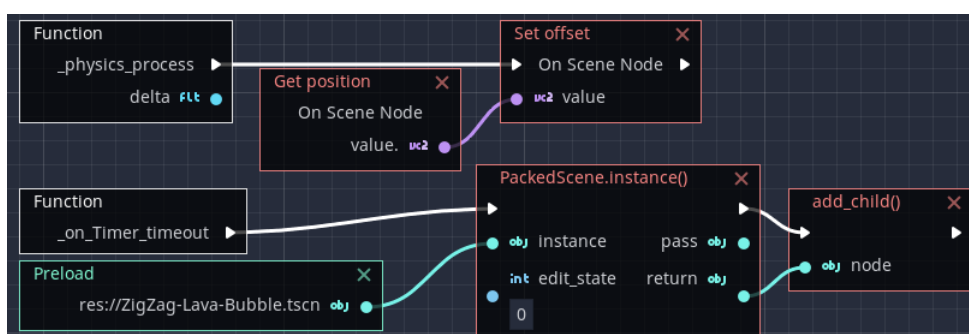 Function
_physics_process
delta flt
Get position
On Scene Node
value. vc2
Set offset
On Scene Node
vc2 value
Function
_on_Timer_timeout
Preload
res://ZigZag-Lava-Bubble.tscn obj
PackedScene.instance()
obj instance pass obj
int edit_state return obj
0
add_child()
obj node